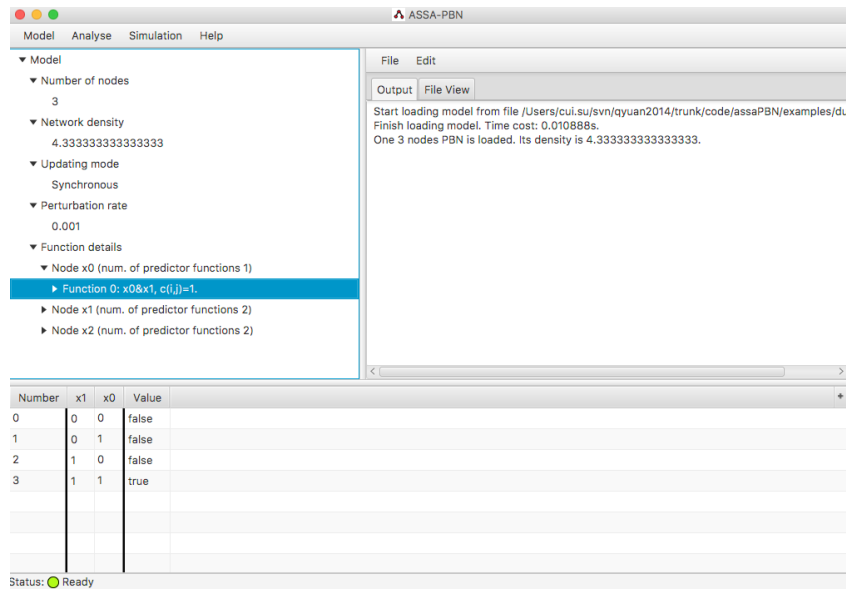 ASSA-PBN
Model Analyse Simulation Help
Model
Number of nodes
3
Network density
4.333333333333333
Updating mode
Synchronous
Perturbation rate
0.001
Function details
Node x0 (num. of predictor functions 1)
Function 0: x0&x1, c(i,j)=1.
Node x1 (num. of predictor functions 2)
Node x2 (num. of predictor functions 2)
File Edit
Output File View
Start loading model from file /Users/cui.su/svn/qyuan2014/trunk/code/assaPBN/examples/du
Finish loading model. Time cost: 0.010888s.
One 3 nodes PBN is loaded. Its density is 4.333333333333333.
Number x1 x0 Value +
0 0 0 false
1 0 1 false
2 1 0 false
3 1 1 true
Status: Ready